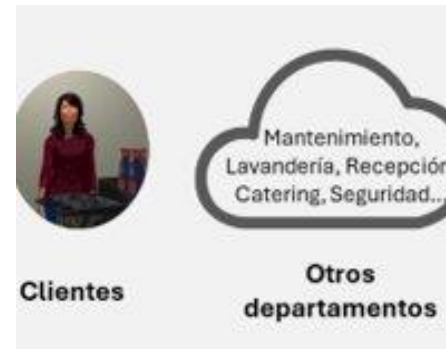 Mantenimiento,
Lavandería, Recepción
Catering, Seguridad...
Clientes
Otros
departamentos